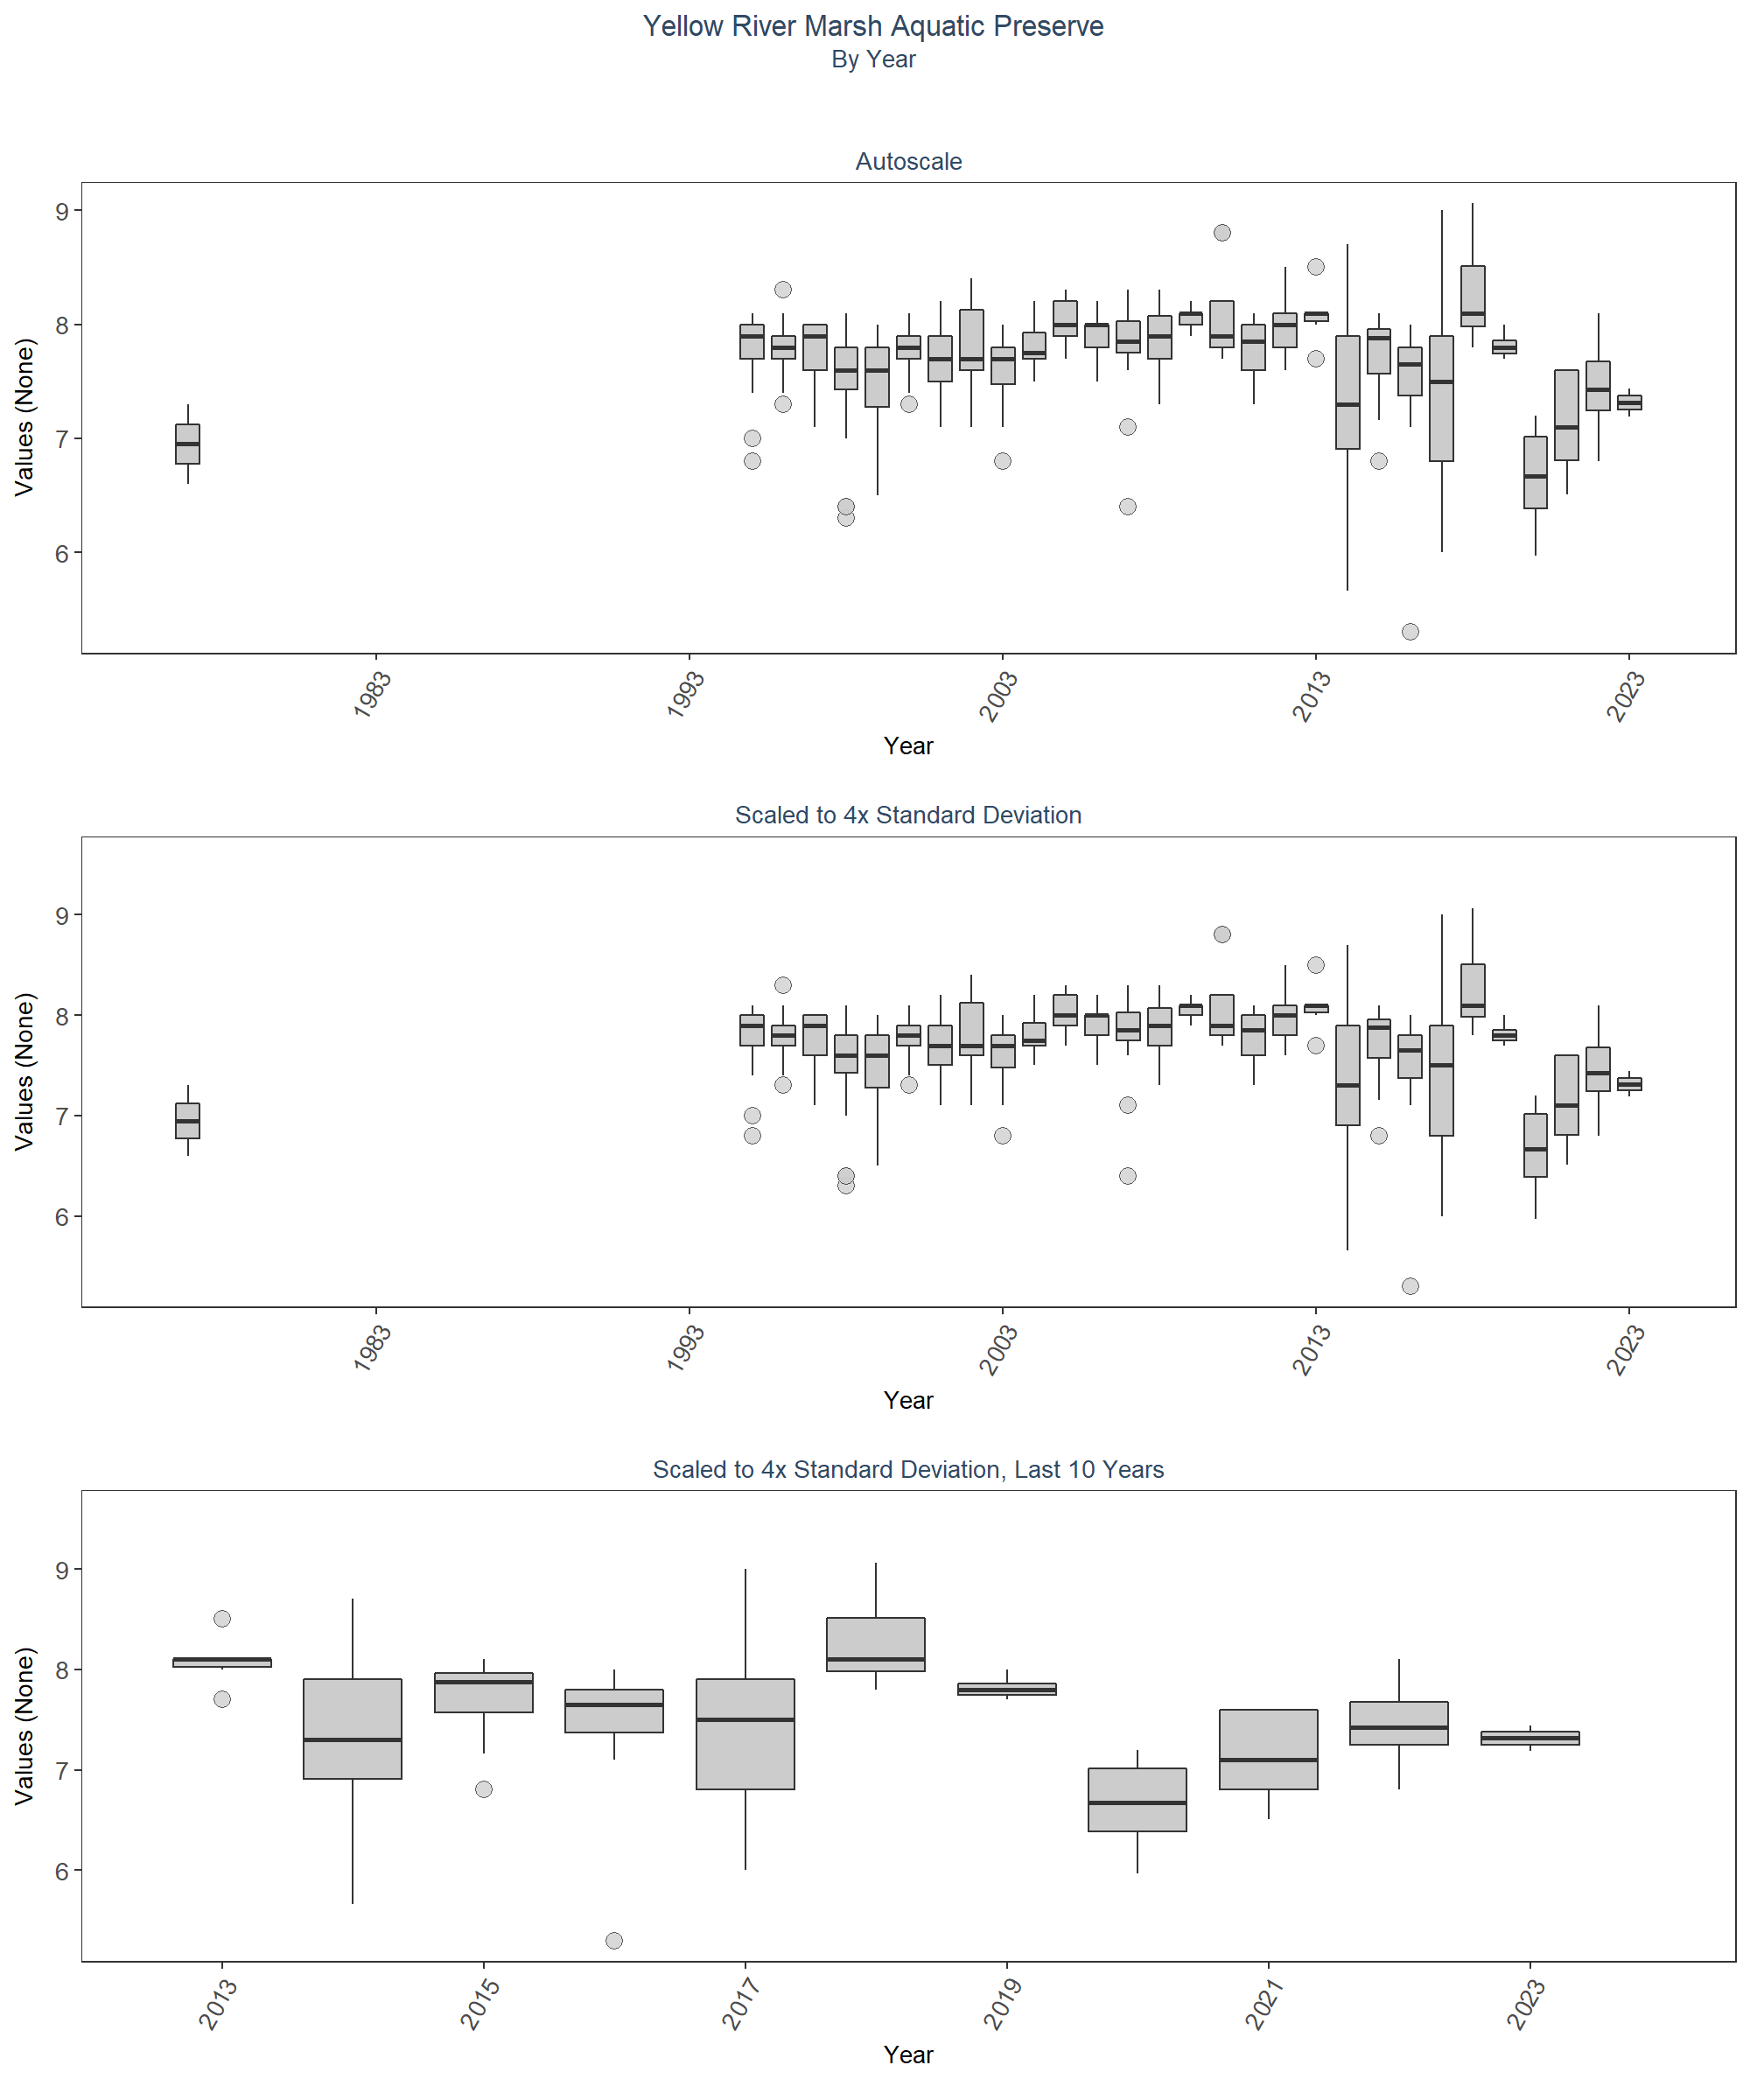 Yellow River Marsh Aquatic Preserve
By Year
Autoscale
9
8
7
6
Values (None)
1983
1993
2003
2013
2023
Year
Scaled to 4x Standard Deviation
9
8
7
6
Values (None)
1983
1993
2003
2013
2023
Year
Scaled to 4x Standard Deviation, Last 10 Years
9
8
7
6
Values (None)
2013
2015
2017
2019
2021
2023
Year